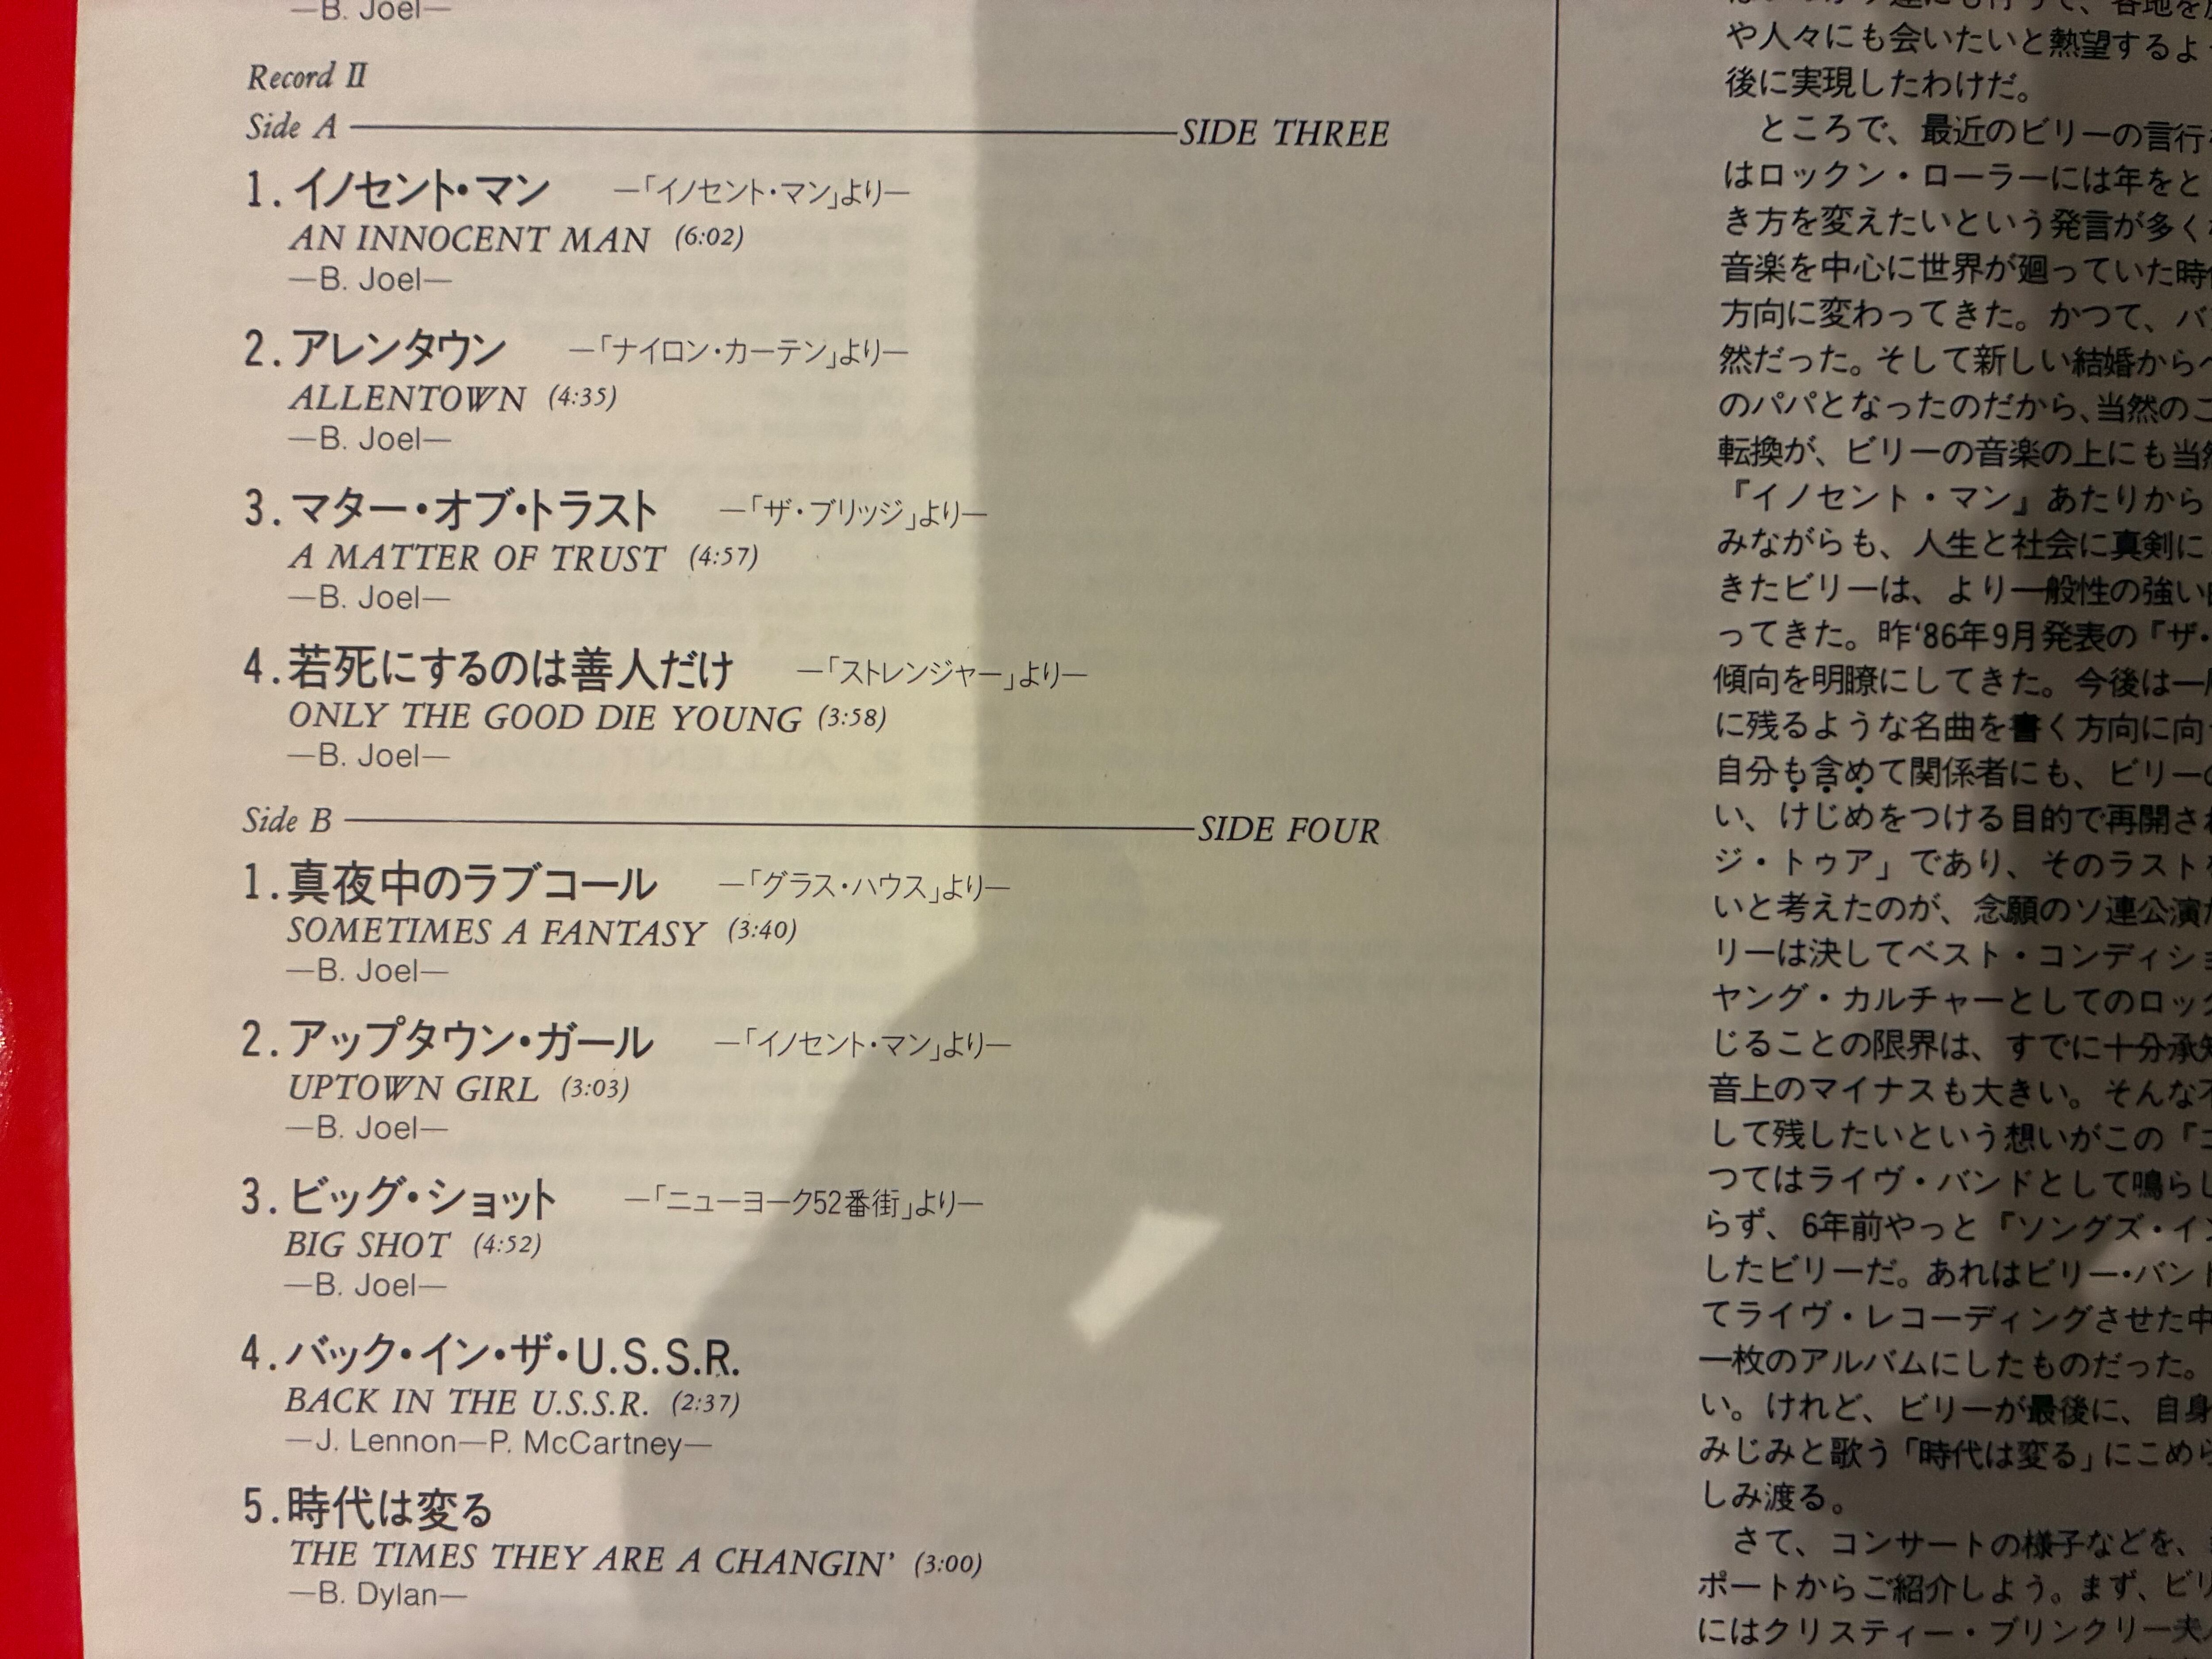 —B. Joel—
Record II
Side A — SIDE THREE
1. イノセント・マン —「イノセント・マン」より—
AN INNOCENT MAN (6:02)
—B. Joel—
2. アレンタウン —「ナイロン・カーテン」より—
ALLENTOWN (4:35)
—B. Joel—
3. マター・オブ・トラスト —「ザ・ブリッジ」より—
A MATTER OF TRUST (4:57)
—B. Joel—
4. 若死にするのは善人だけ —「ストレンジャー」より—
ONLY THE GOOD DIE YOUNG (3:58)
—B. Joel—
Side B — SIDE FOUR
1. 真夜中のラブコール —「グラス・ハウス」より—
SOMETIMES A FANTASY (3:40)
—B. Joel—
2. アップタウン・ガール —「イノセント・マン」より—
UPTOWN GIRL (3:03)
—B. Joel—
3. ビッグ・ショット —「ニューヨーク52番街」より—
BIG SHOT (4:52)
—B. Joel—
4. バック・イン・ザ・U.S.S.R.
BACK IN THE U.S.S.R. (2:37)
—J. Lennon—P. McCartney—
5. 時代は変る
THE TIMES THEY ARE A CHANGIN' (3:00)
—B. Dylan—
や人々にも会いたいと熱望するよ
後に実現したわけだ。
ところで、最近のビリーの言行
はロックン・ローラーには年をと
き方を変えたいという発言が多く
音楽を中心に世界が廻っていた時
方向に変わってきた。かつて、バ
然だった。そして新しい結婚から
のパパとなったのだから、当然のこ
転換が、ビリーの音楽の上にも当然
『イノセント・マン』あたりから
みながらも、人生と社会に真剣に
きたビリーは、より一般性の強い
ってきた。昨'86年9月発表の『ザ・
傾向を明瞭にしてきた。今後は一
に残るような名曲を書く方向に向
自分も含めて関係者にも、ビリーの
い、けじめをつける目的で再開され
ジ・トゥア」であり、そのラスト
いと考えたのが、念願のソ連公演
リーは決してベスト・コンディショ
ヤング・カルチャーとしてのロッ
じることの限界は、すでに十分承知
音上のマイナスも大きい。そんな
して残したいという想いがこの『
つてはライヴ・バンドとして鳴らし
らず、6年前やっと『ソングズ・イン
したビリーだ。あれはビリー・バンド
てライヴ・レコーディングさせた中
一枚のアルバムにしたものだった。
い。けれど、ビリーが最後に、自身
みじみと歌う「時代は変る」にこめら
しみ渡る。
さて、コンサートの様子などを、
ポートからご紹介しよう。まず、ビリ
にはクリスティー・ブリンクリー夫人